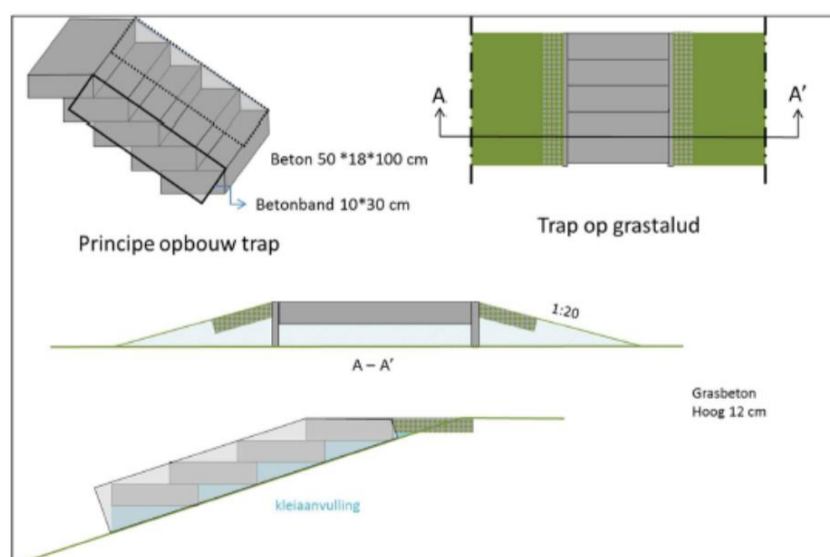 Beton 50 *18*100 cm
Betonband 10*30 cm
Principe opbouw trap
A
A'
Trap op grastalud
1:20
A – A'
Grasbeton
Hoog 12 cm
kleiaanvulling